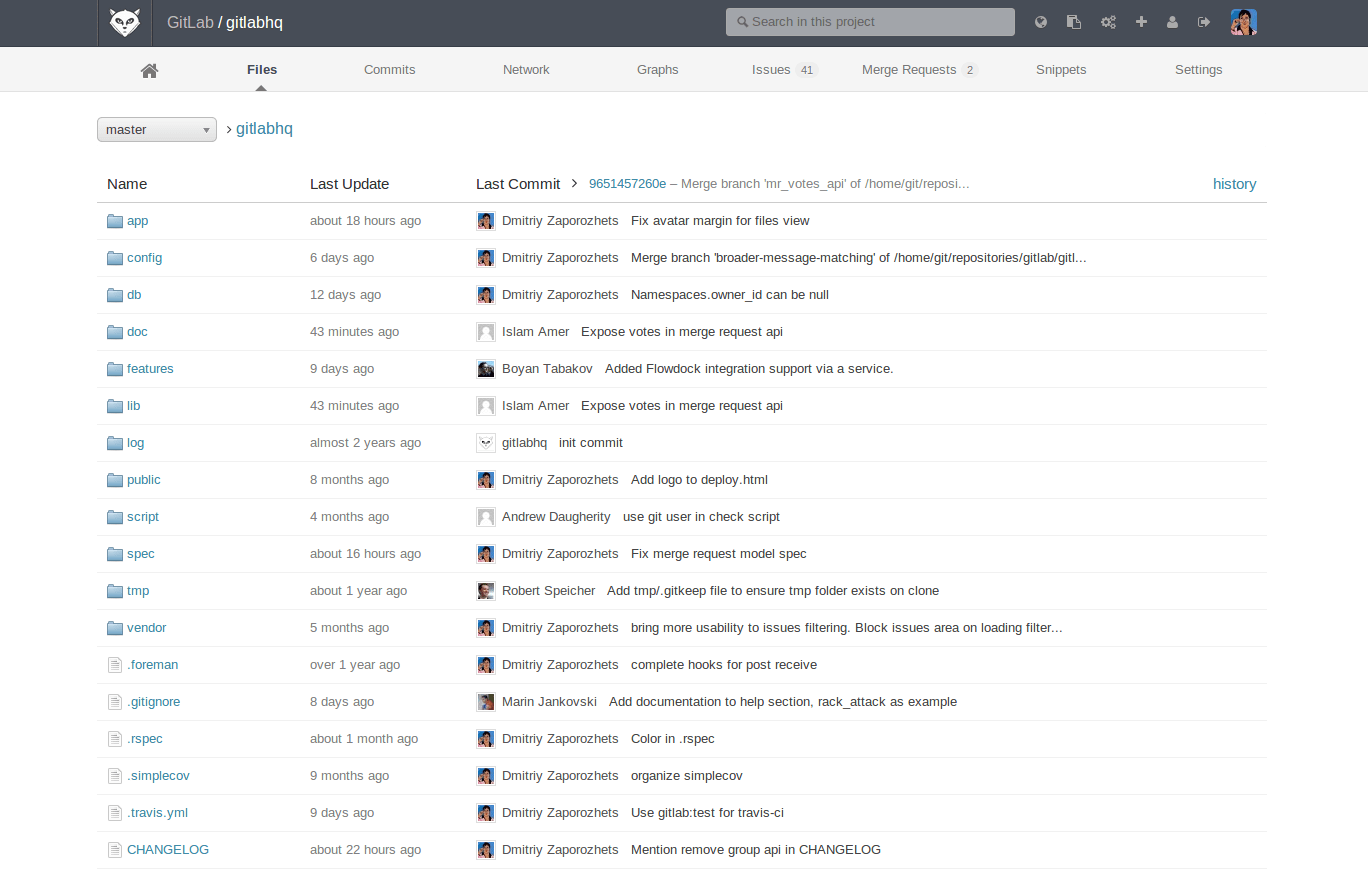 GitLab / gitlabhq Search in this project
Files Commits Network Graphs Issues 41 Merge Requests 2 Snippets Settings
master › gitlabhq
Name Last Update Last Commit › 9651457260e – Merge branch 'mr_votes_api' of /home/git/reposi... history
app about 18 hours ago Dmitriy Zaporozhets Fix avatar margin for files view
config 6 days ago Dmitriy Zaporozhets Merge branch 'broader-message-matching' of /home/git/repositories/gitlab/gitl...
db 12 days ago Dmitriy Zaporozhets Namespaces.owner_id can be null
doc 43 minutes ago Islam Amer Expose votes in merge request api
features 9 days ago Boyan Tabakov Added Flowdock integration support via a service.
lib 43 minutes ago Islam Amer Expose votes in merge request api
log almost 2 years ago gitlabhq init commit
public 8 months ago Dmitriy Zaporozhets Add logo to deploy.html
script 4 months ago Andrew Daugherity use git user in check script
spec about 16 hours ago Dmitriy Zaporozhets Fix merge request model spec
tmp about 1 year ago Robert Speicher Add tmp/.gitkeep file to ensure tmp folder exists on clone
vendor 5 months ago Dmitriy Zaporozhets bring more usability to issues filtering. Block issues area on loading filter...
.foreman over 1 year ago Dmitriy Zaporozhets complete hooks for post receive
.gitignore 8 days ago Marin Jankovski Add documentation to help section, rack_attack as example
.rspec about 1 month ago Dmitriy Zaporozhets Color in .rspec
.simplecov 9 months ago Dmitriy Zaporozhets organize simplecov
.travis.yml 9 days ago Dmitriy Zaporozhets Use gitlab:test for travis-ci
CHANGELOG about 22 hours ago Dmitriy Zaporozhets Mention remove group api in CHANGELOG